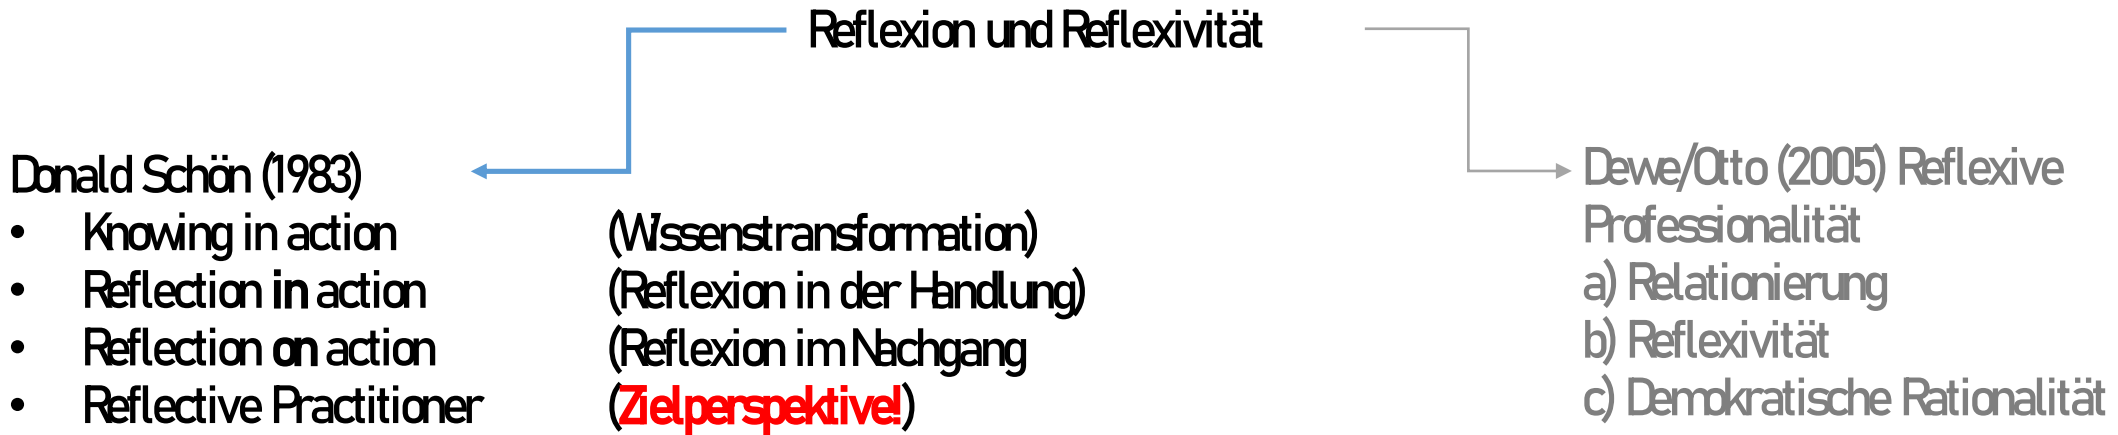 Reflexion und Reflexivität
Donald Schön (1983)
• Knowing in action (Wissenstransformation)
• Reflection in action (Reflexion in der Handlung)
• Reflection on action (Reflexion im Nachgang
• Reflective Practitioner (Zielperspektive!)
Dewe/Otto (2005) Reflexive
Professionalität
a) Relationierung
b) Reflexivität
c) Demokratische Rationalität